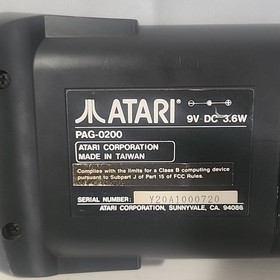 ATARI
9V DC 3.6W
PAG-0200
ATARI CORPORATION
MADE IN TAIWAN
Complies with the limits for a Class B computing device
pursuant to Subpart J of Part 15 of FCC Rules.
SERIAL NUMBER: Y20A1000720
ATARI CORPORATION, SUNNYVALE, CA. 94086